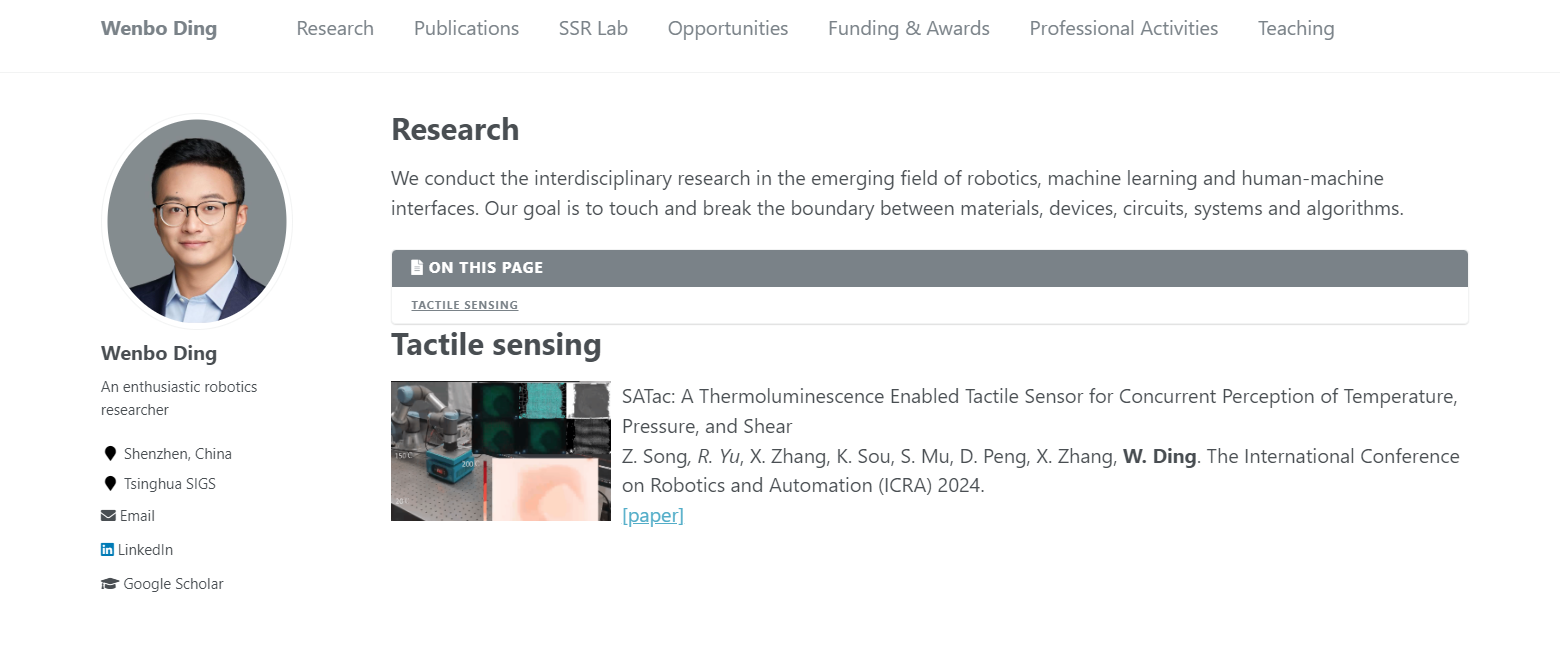 Wenbo Ding Research Publications SSR Lab Opportunities Funding & Awards Professional Activities Teaching
Wenbo Ding
An enthusiastic robotics
researcher
Shenzhen, China
Tsinghua SIGS
Email
LinkedIn
Google Scholar
Research
We conduct the interdisciplinary research in the emerging field of robotics, machine learning and human-machine
interfaces. Our goal is to touch and break the boundary between materials, devices, circuits, systems and algorithms.
ON THIS PAGE
TACTILE SENSING
Tactile sensing
150 C
200 C
SATac: A Thermoluminescence Enabled Tactile Sensor for Concurrent Perception of Temperature,
Pressure, and Shear
Z. Song, R. Yu, X. Zhang, K. Sou, S. Mu, D. Peng, X. Zhang, W. Ding. The International Conference
on Robotics and Automation (ICRA) 2024.
[paper]